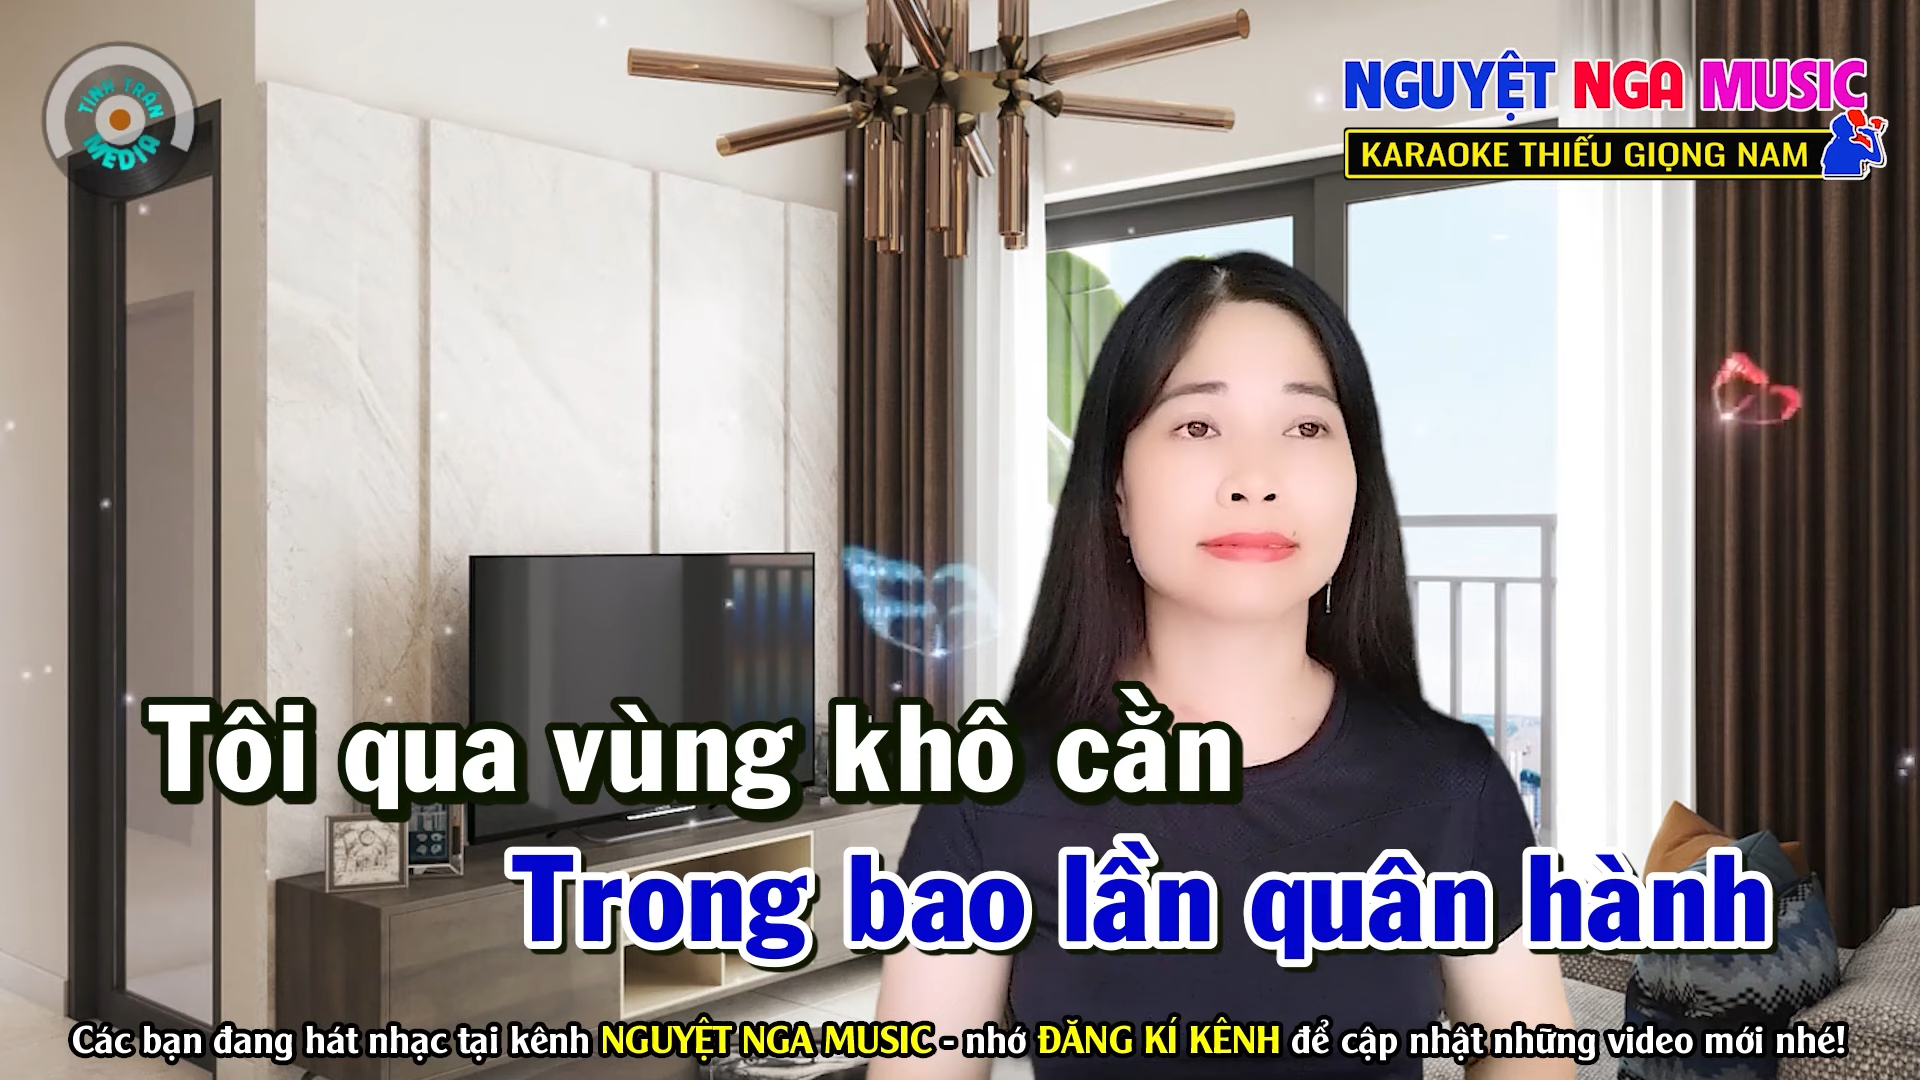 TÌNH TRẦN
MEDIA
NGUYỆT NGA MUSIC
KARAOKE THIẾU GIỌNG NAM
Tôi qua vùng khô cằn
Trong bao lần quân hành
Các bạn đang hát nhạc tại kênh NGUYỆT NGA MUSIC - nhớ ĐĂNG KÍ KÊNH để cập nhật những video mới nhé!